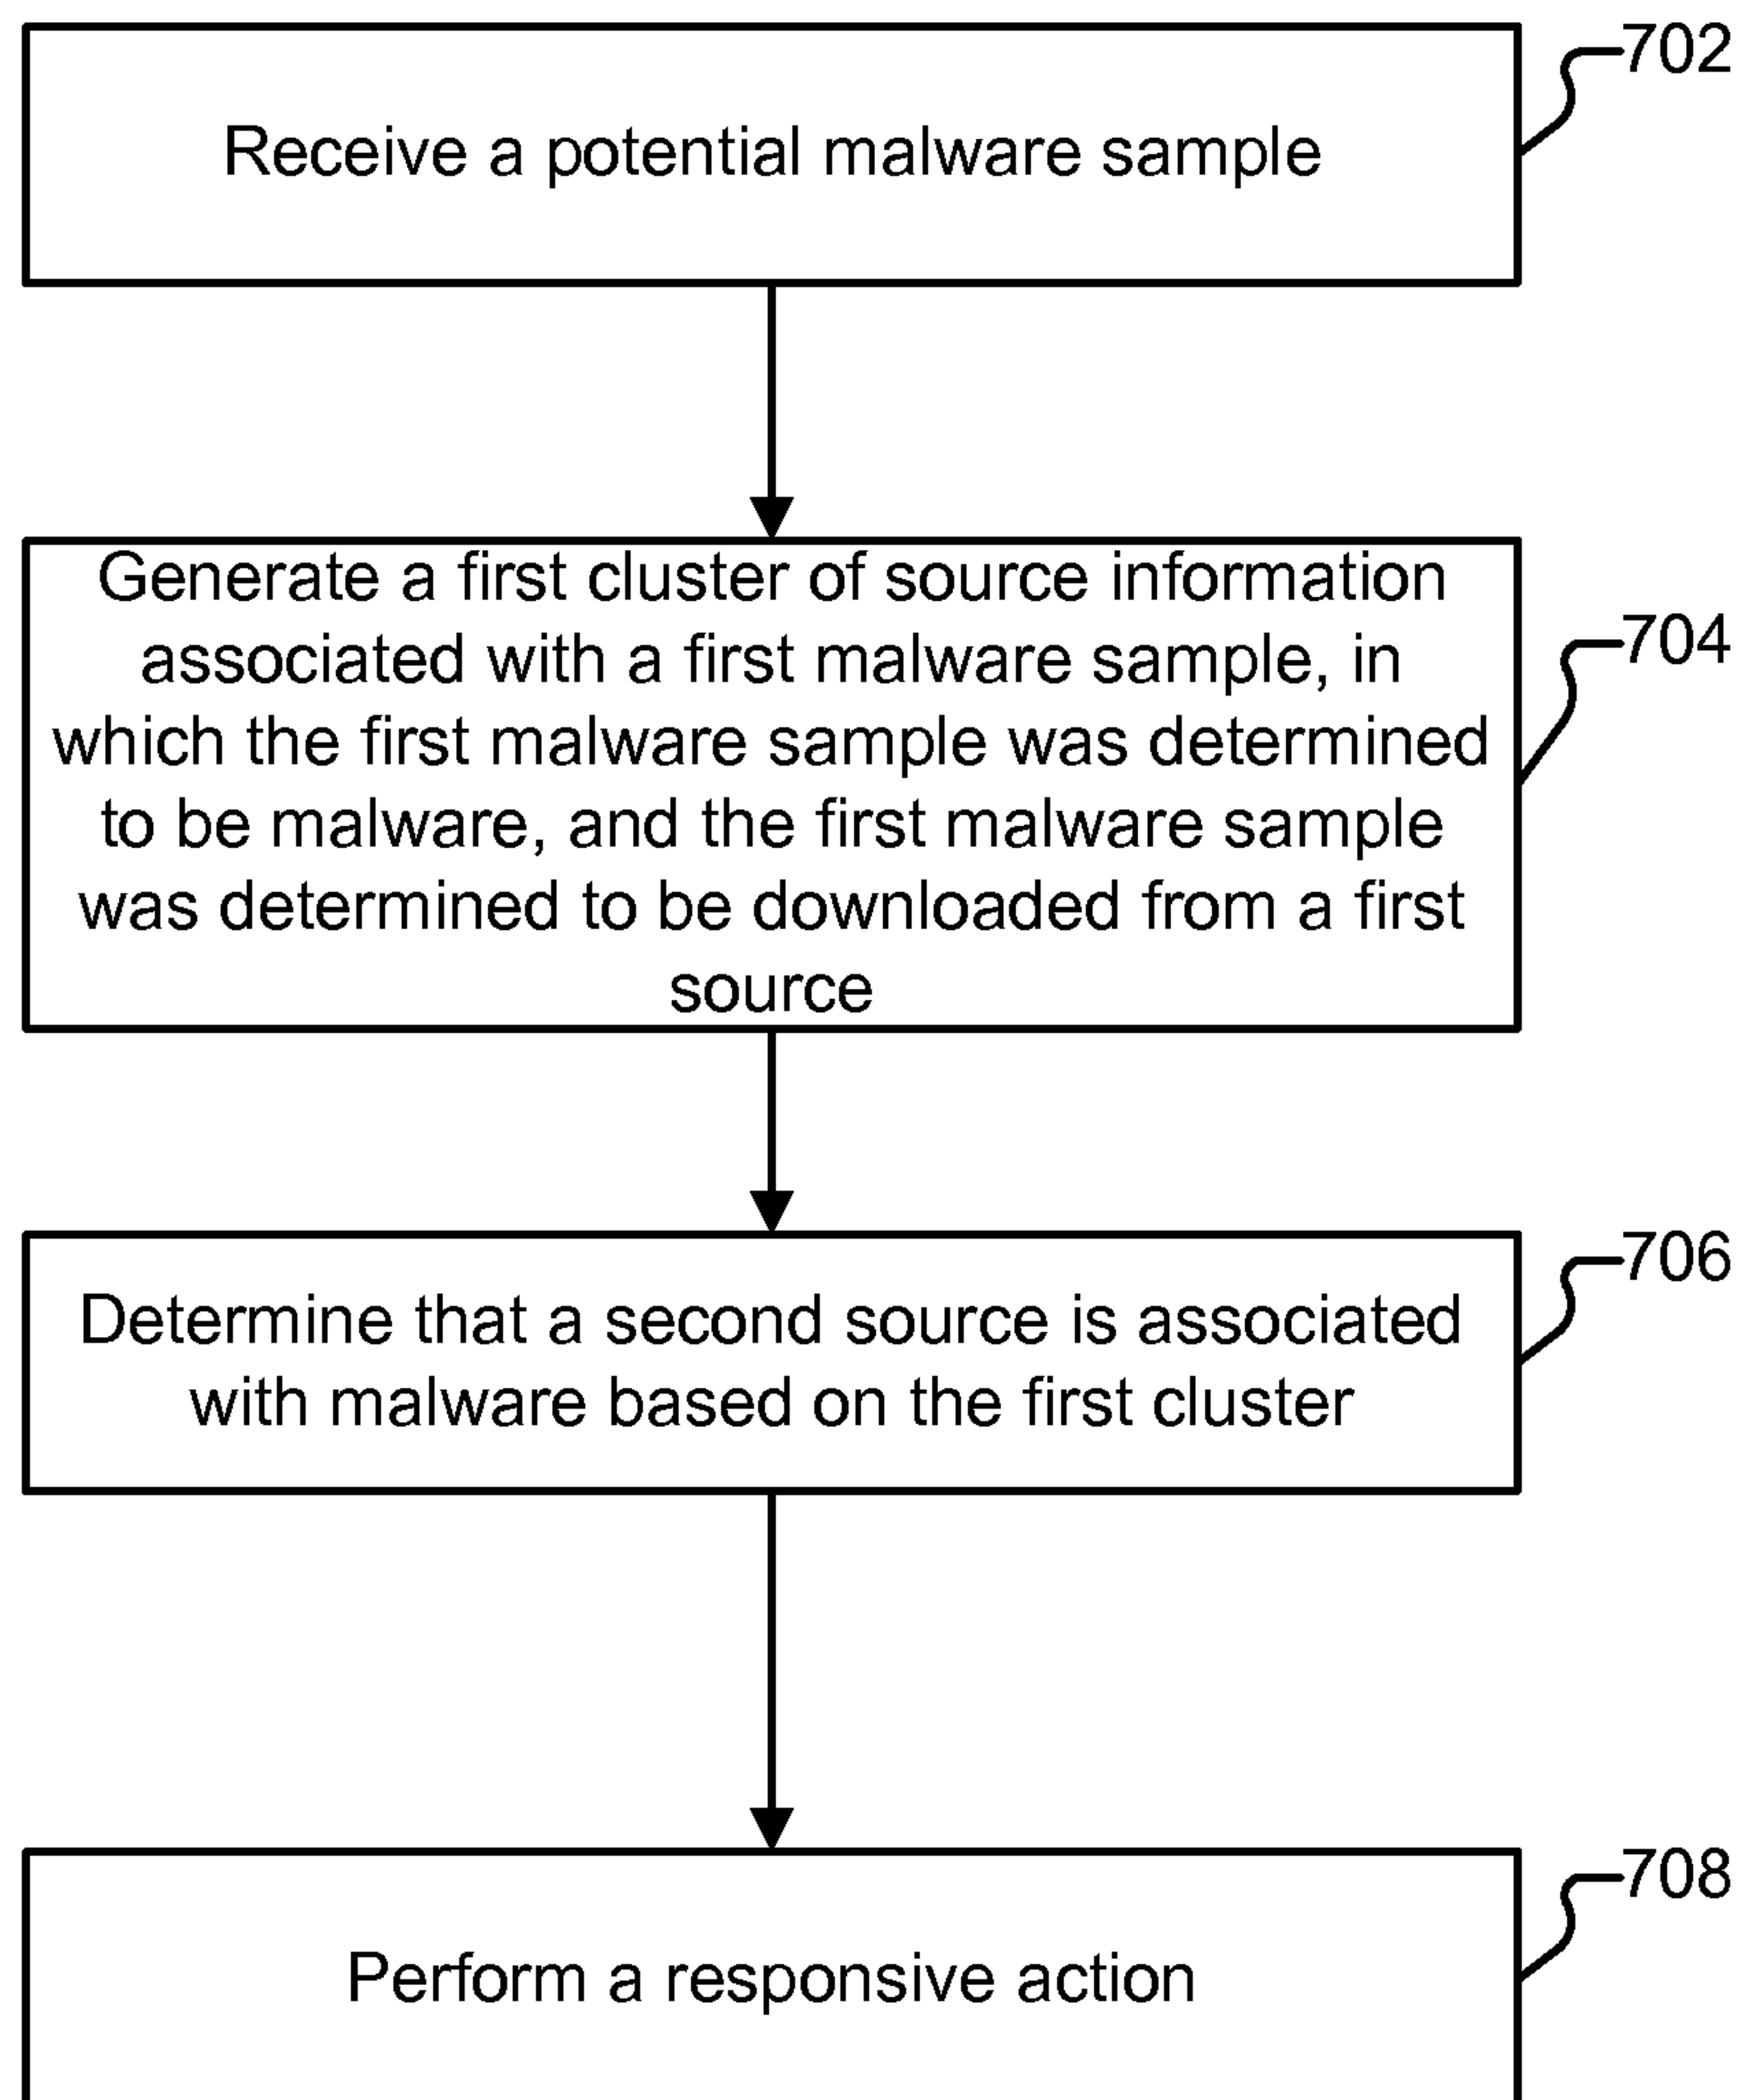 702
Receive a potential malware sample
Generate a first cluster of source information
associated with a first malware sample, in
which the first malware sample was determined
to be malware, and the first malware sample
was determined to be downloaded from a first
source
704
Determine that a second source is associated
with malware based on the first cluster
706
Perform a responsive action
708